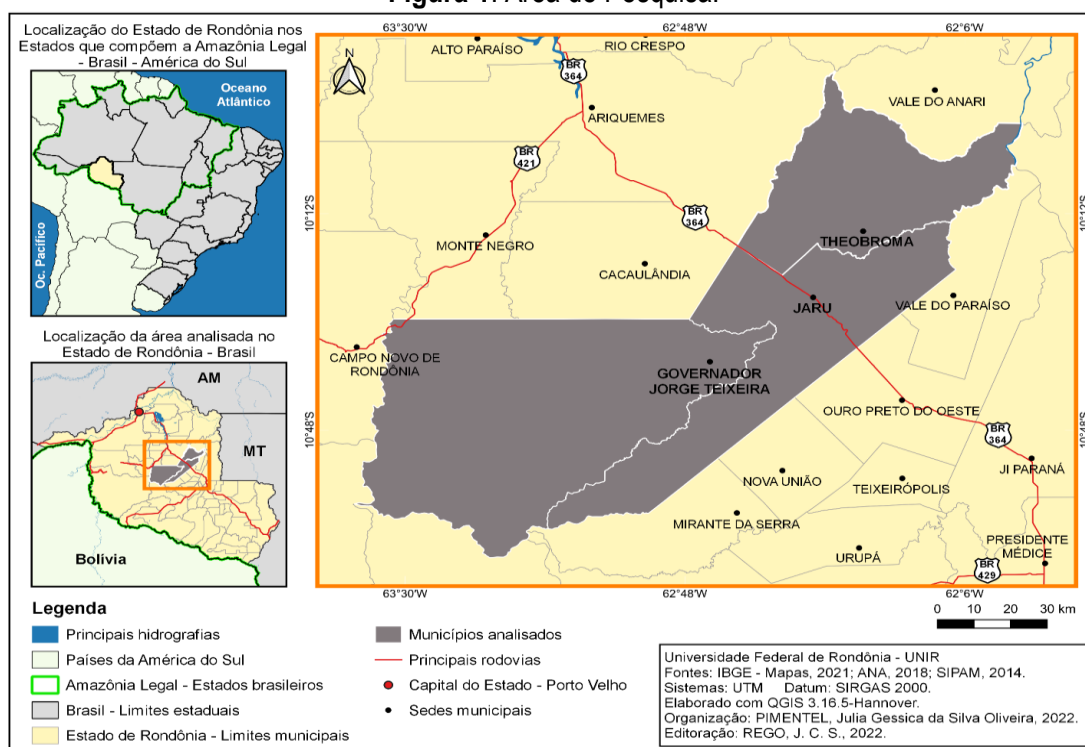 Figura 1. Área de Pesquisa.
Localização do Estado de Rondônia nos
Estados que compõem a Amazônia Legal
- Brasil - América do Sul
Oceano
Atlântico
Oc. Pacífico
Localização da área analisada no
Estado de Rondônia - Brasil
AM
MT
Bolívia
63°30'W
62°48'W
62°6'W
N
ALTO PARAÍSO
RIO CRESPO
BR
364
ARIQUEMES
VALE DO ANARI
BR
421
10°12'S
10°12'S
BR
364
MONTE NEGRO
THEOBROMA
CACAULÂNDIA
JARU
VALE DO PARAÍSO
CAMPO NOVO DE
RONDÔNIA
GOVERNADOR
JORGE TEIXEIRA
OURO PRETO DO OESTE
10°48'S
10°48'S
BR
364
JI PARANÁ
NOVA UNIÃO
TEIXEIRÓPOLIS
MIRANTE DA SERRA
URUPÁ
PRESIDENTE
MÉDICE
BR
429
63°30'W
62°48'W
62°6'W
0 10 20 30 km
Legenda
Principais hidrografias
Países da América do Sul
Amazônia Legal - Estados brasileiros
Brasil - Limites estaduais
Estado de Rondônia - Limites municipais
Municípios analisados
Principais rodovias
Capital do Estado - Porto Velho
Sedes municipais
Universidade Federal de Rondônia - UNIR
Fontes: IBGE - Mapas, 2021; ANA, 2018; SIPAM, 2014.
Sistemas: UTM Datum: SIRGAS 2000.
Elaborado com QGIS 3.16.5-Hannover.
Organização: PIMENTEL, Julia Gessica da Silva Oliveira, 2022.
Editoração: REGO, J. C. S., 2022.